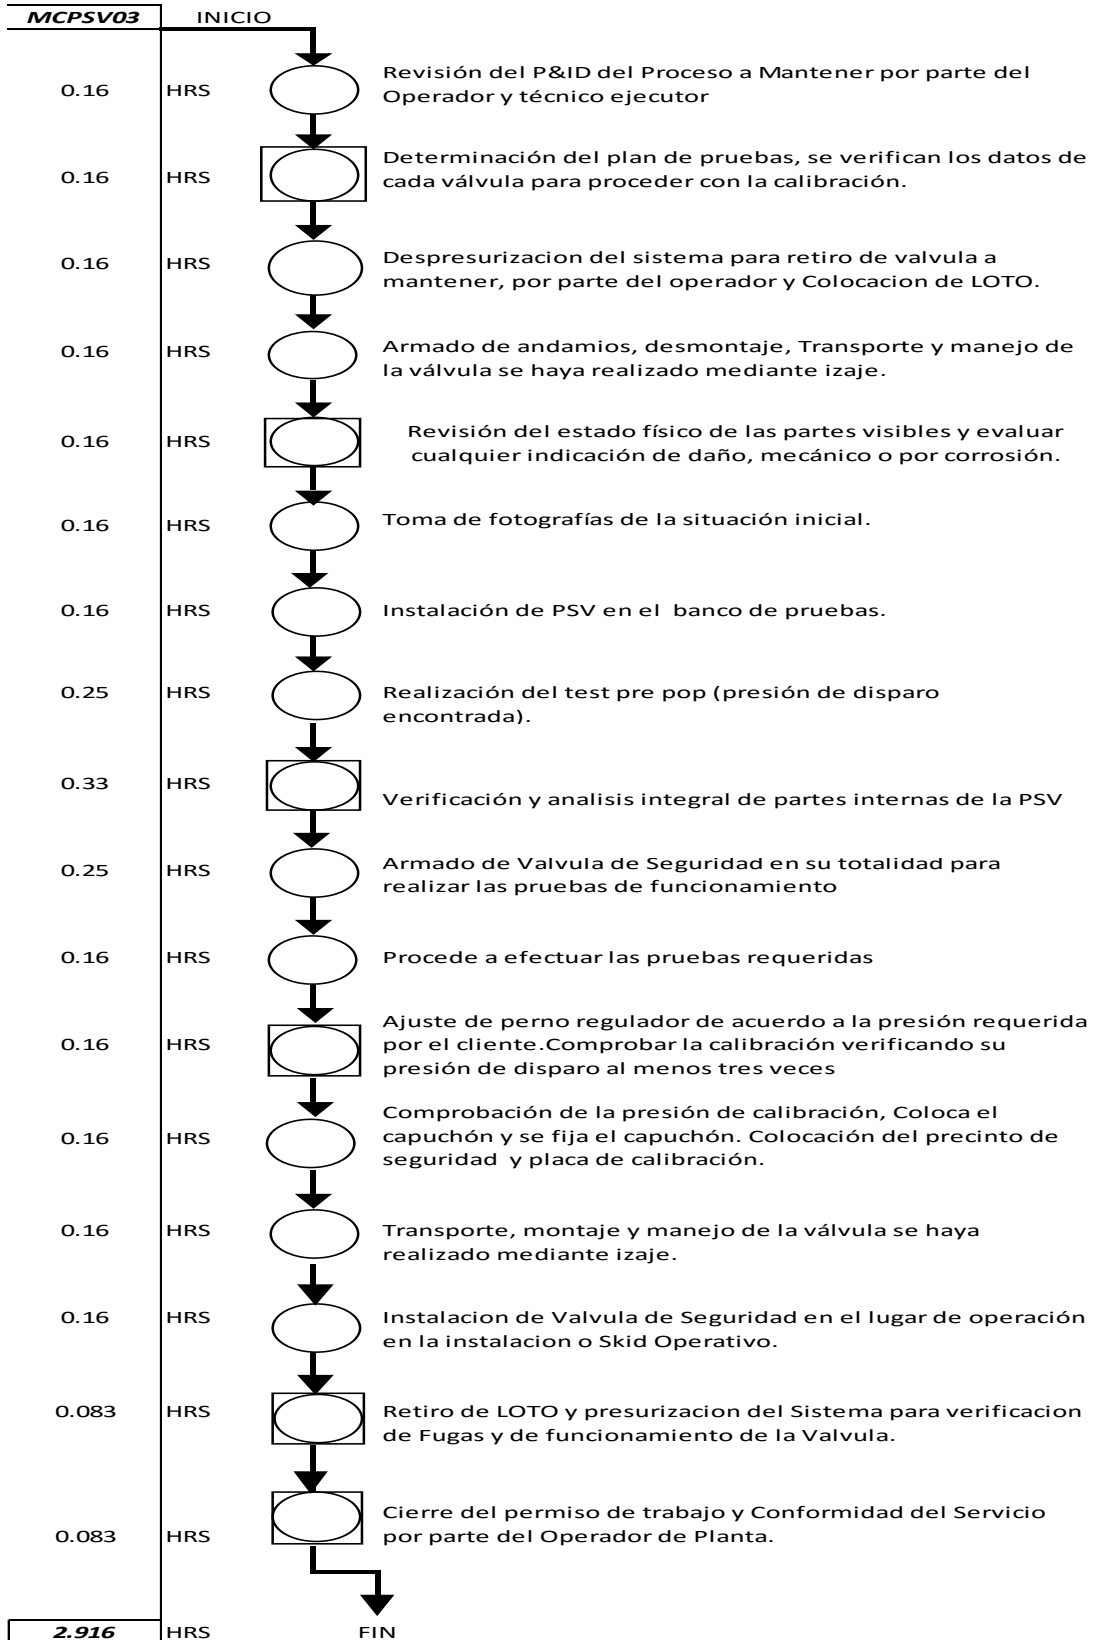 MCPSV03 INICIO
0.16 HRS Revisión del P&ID del Proceso a Mantener por parte del
Operador y técnico ejecutor
0.16 HRS Determinación del plan de pruebas, se verifican los datos de
cada válvula para proceder con la calibración.
0.16 HRS Despresurizacion del sistema para retiro de valvula a
mantener, por parte del operador y Colocacion de LOTO.
0.16 HRS Armado de andamios, desmontaje, Transporte y manejo de
la válvula se haya realizado mediante izaje.
0.16 HRS Revisión del estado físico de las partes visibles y evaluar
cualquier indicación de daño, mecánico o por corrosión.
0.16 HRS Toma de fotografías de la situación inicial.
0.16 HRS Instalación de PSV en el banco de pruebas.
0.25 HRS Realización del test pre pop (presión de disparo
encontrada).
0.33 HRS Verificación y analisis integral de partes internas de la PSV
0.25 HRS Armado de Valvula de Seguridad en su totalidad para
realizar las pruebas de funcionamiento
0.16 HRS Procede a efectuar las pruebas requeridas
0.16 HRS Ajuste de perno regulador de acuerdo a la presión requerida
por el cliente.Comprobar la calibración verificando su
presión de disparo al menos tres veces
0.16 HRS Comprobación de la presión de calibración, Coloca el
capuchón y se fija el capuchón. Colocación del precinto de
seguridad y placa de calibración.
0.16 HRS Transporte, montaje y manejo de la válvula se haya
realizado mediante izaje.
0.16 HRS Instalacion de Valvula de Seguridad en el lugar de operación
en la instalacion o Skid Operativo.
0.083 HRS Retiro de LOTO y presurizacion del Sistema para verificacion
de Fugas y de funcionamiento de la Valvula.
0.083 HRS Cierre del permiso de trabajo y Conformidad del Servicio
por parte del Operador de Planta.
2.916 HRS FIN